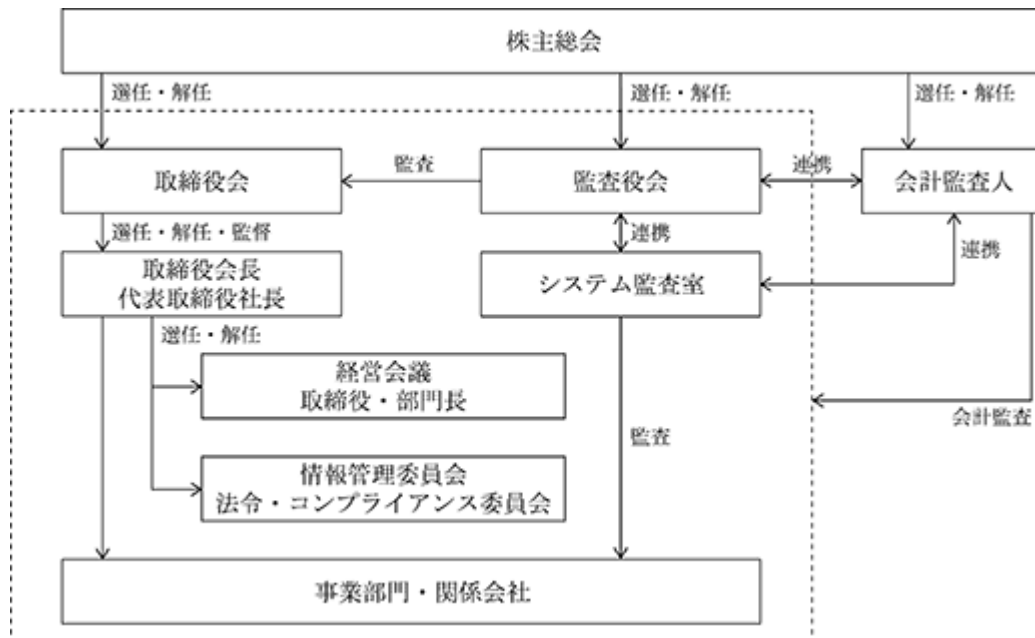 株主総会
選任・解任
選任・解任
選任・解任
取締役会
監査
監査役会
連携
会計監査人
選任・解任・監督
連携
連携
取締役会長
代表取締役社長
システム監査室
選任・解任
経営会議
取締役・部門長
会計監査
監査
情報管理委員会
法令・コンプライアンス委員会
事業部門・関係会社